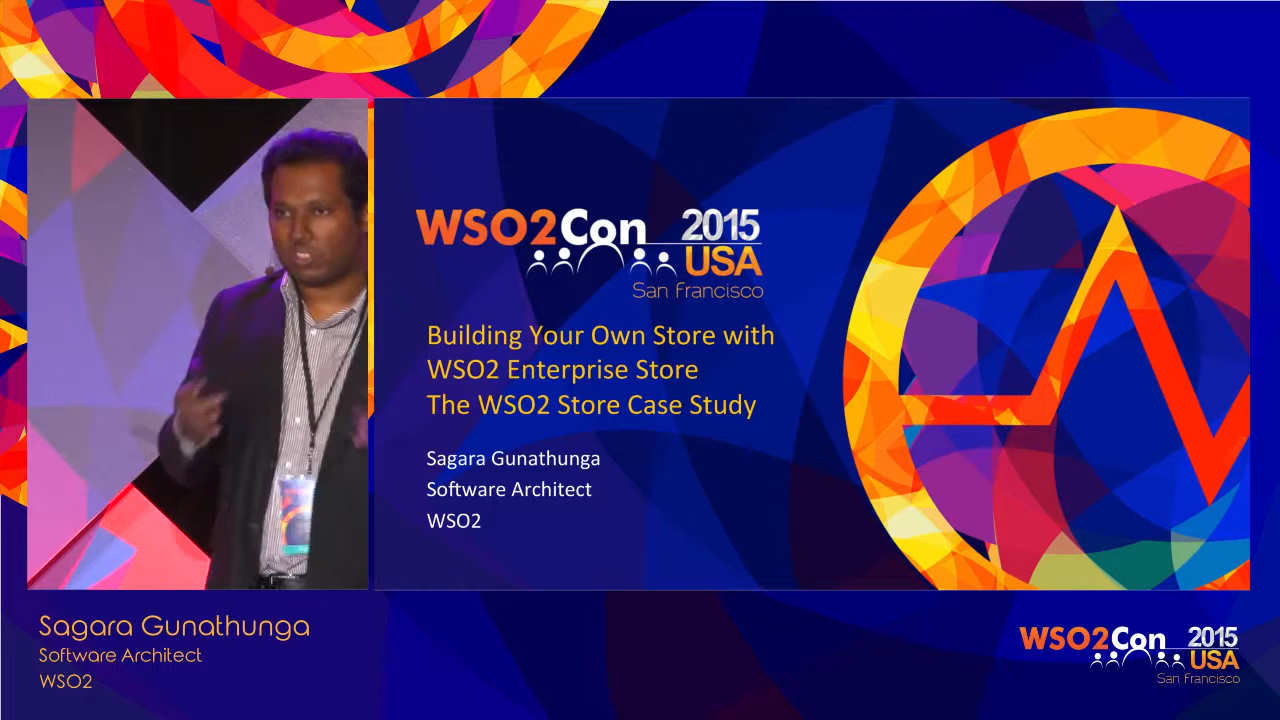 WSO2Con 2015
USA
San Francisco
Building Your Own Store with
WSO2 Enterprise Store
The WSO2 Store Case Study
Sagara Gunathunga
Software Architect
WSO2
Sagara Gunathunga
Software Architect
WSO2
WSO2Con 2015
USA
San Francisco